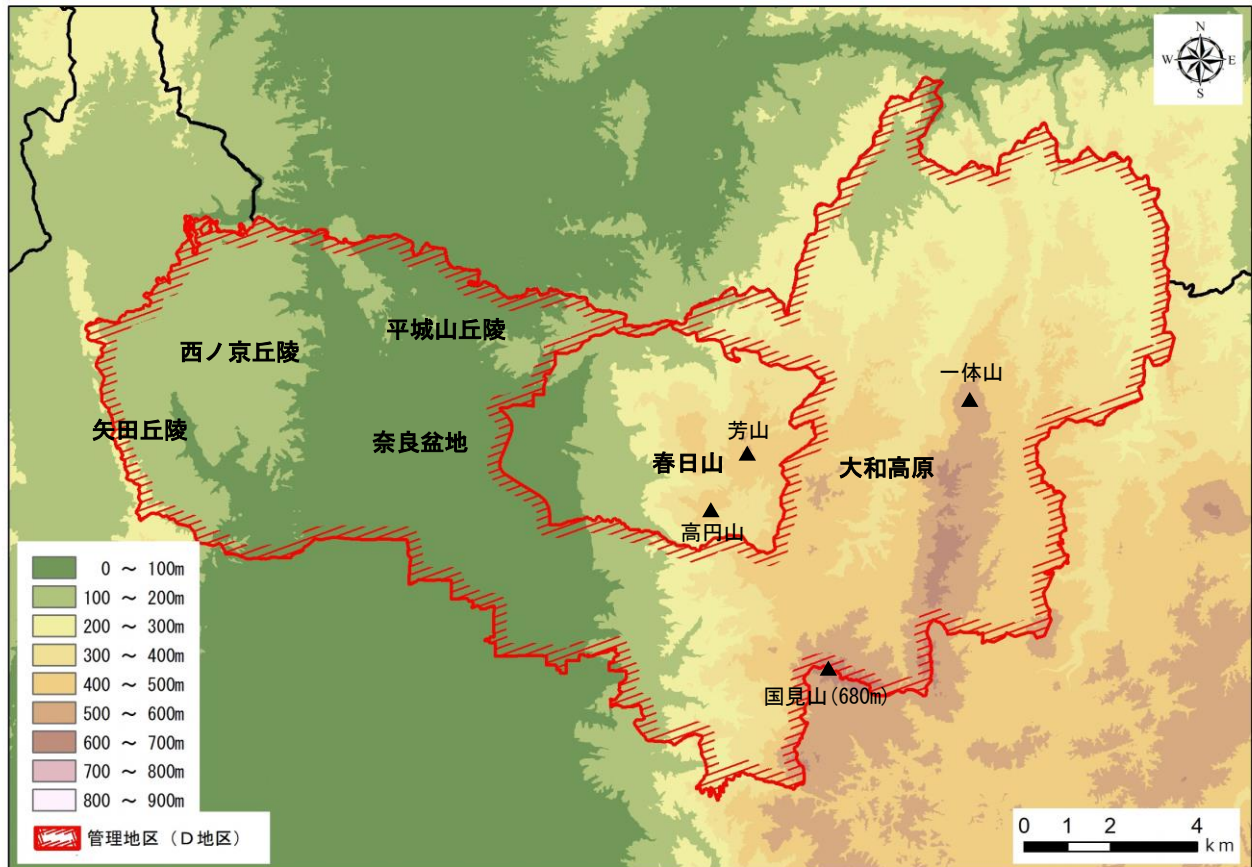 N
W E
S
平城山丘陵
西ノ京丘陵
一体山
矢田丘陵
奈良盆地
芳山
春日山
大和高原
高円山
国見山(680m)
0 ～ 100m
100 ～ 200m
200 ～ 300m
300 ～ 400m
400 ～ 500m
500 ～ 600m
600 ～ 700m
700 ～ 800m
800 ～ 900m
管理地区（D地区）
0 1 2 4
km